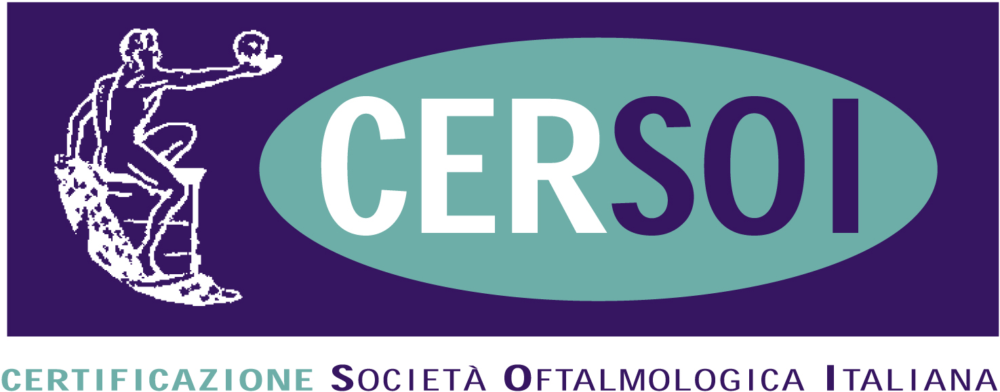 CERSOI
CERTIFICAZIONE SOCIETÀ OFTALMOLOGICA ITALIANA